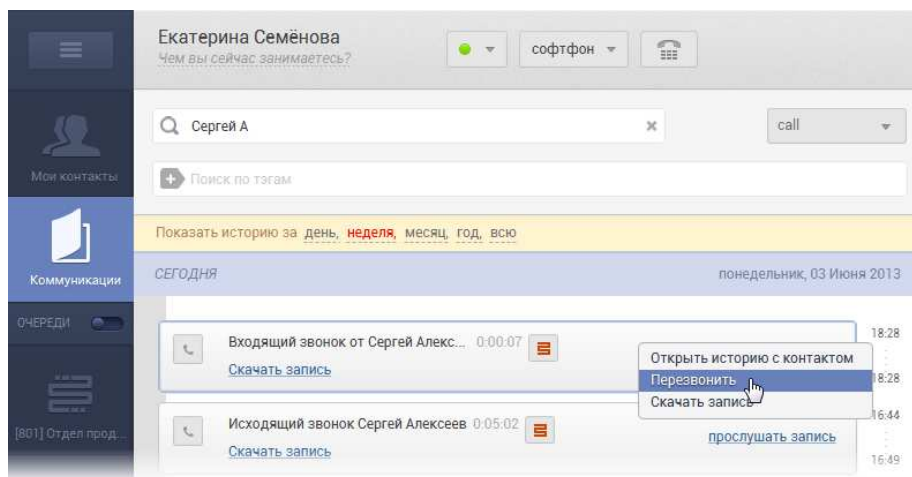 Екатерина Семёнова
Чем вы сейчас занимаетесь?
софтфон
Сергей А
call
Мои контакты
Поиск по тэгам
Показать историю за день, неделя, месяц, год, всю
Коммуникации
СЕГОДНЯ
понедельник, 03 Июня 2013
ОЧЕРЕДИ
Входящий звонок от Сергей Алекс... 0:00:07
18:28
Скачать запись
Открыть историю с контактом
Перезвонить
18:28
Скачать запись
Исходящий звонок Сергей Алексеев 0:05:02
16:44
[801] Отдел прод...
прослушать запись
Скачать запись
16:49